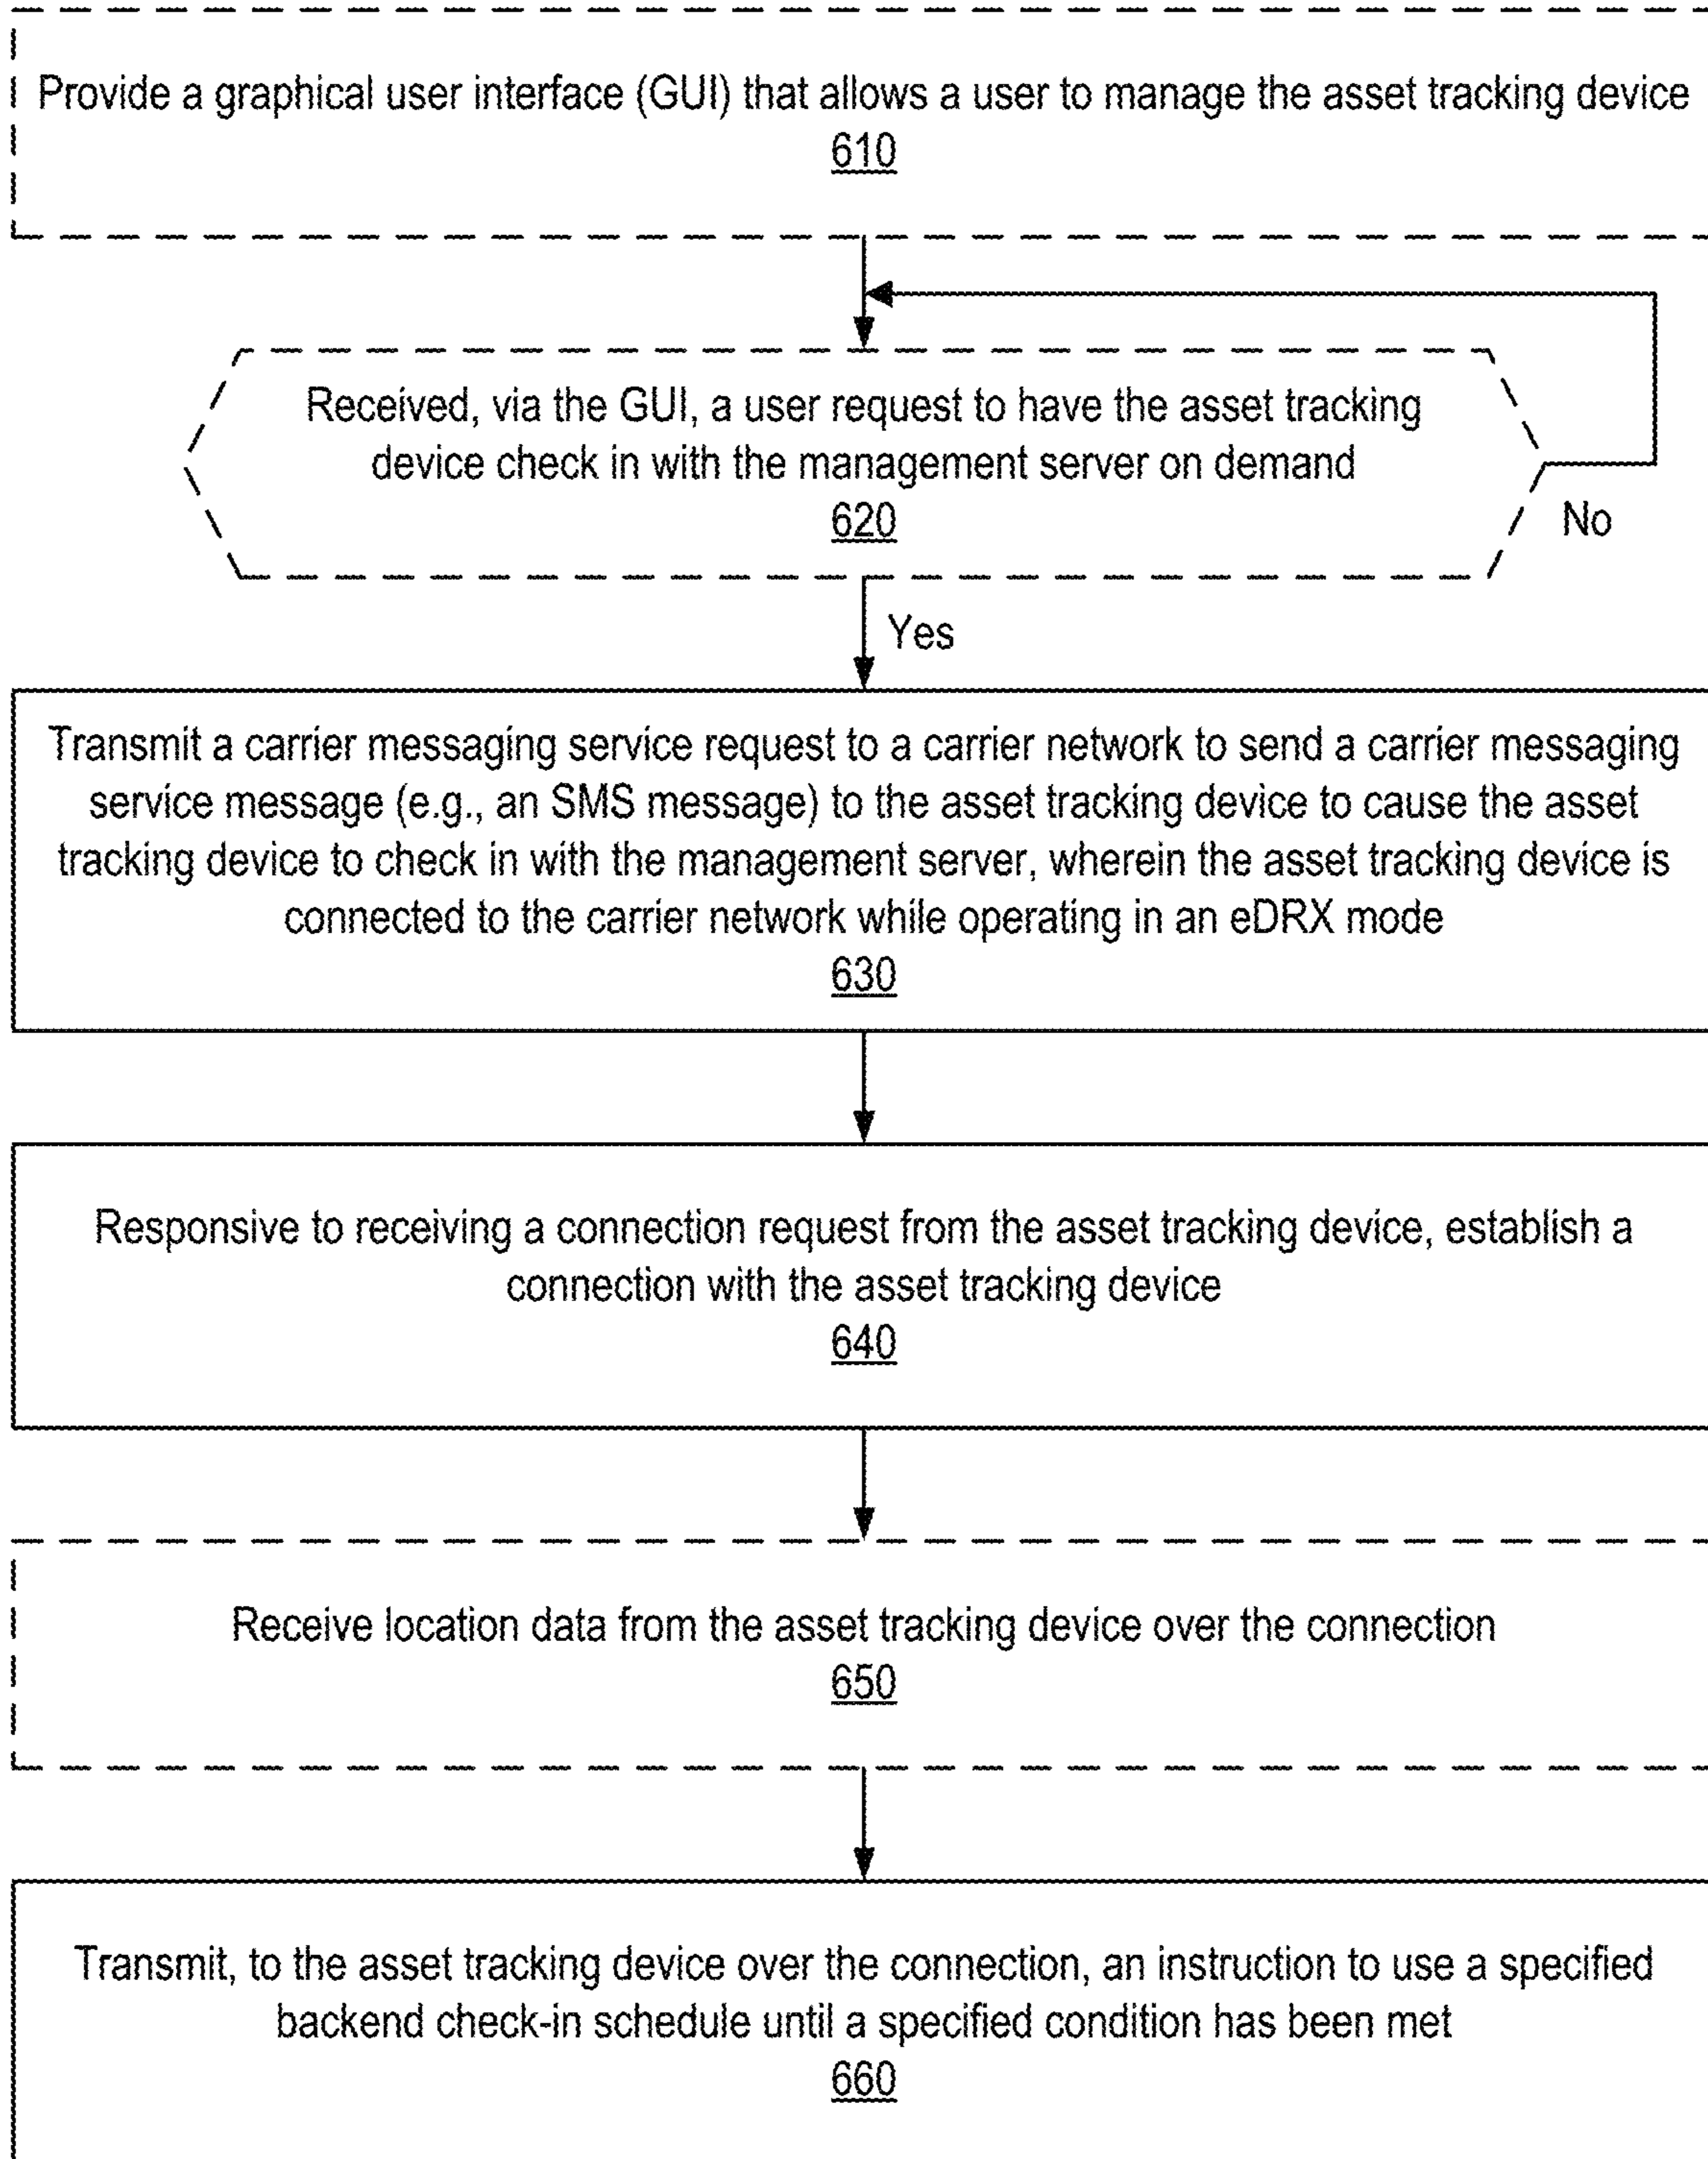 Provide a graphical user interface (GUI) that allows a user to manage the asset tracking device
610
Received, via the GUI, a user request to have the asset tracking
device check in with the management server on demand
620
No
Yes
Transmit a carrier messaging service request to a carrier network to send a carrier messaging
service message (e.g., an SMS message) to the asset tracking device to cause the asset
tracking device to check in with the management server, wherein the asset tracking device is
connected to the carrier network while operating in an eDRX mode
630
Responsive to receiving a connection request from the asset tracking device, establish a
connection with the asset tracking device
640
Receive location data from the asset tracking device over the connection
650
Transmit, to the asset tracking device over the connection, an instruction to use a specified
backend check-in schedule until a specified condition has been met
660